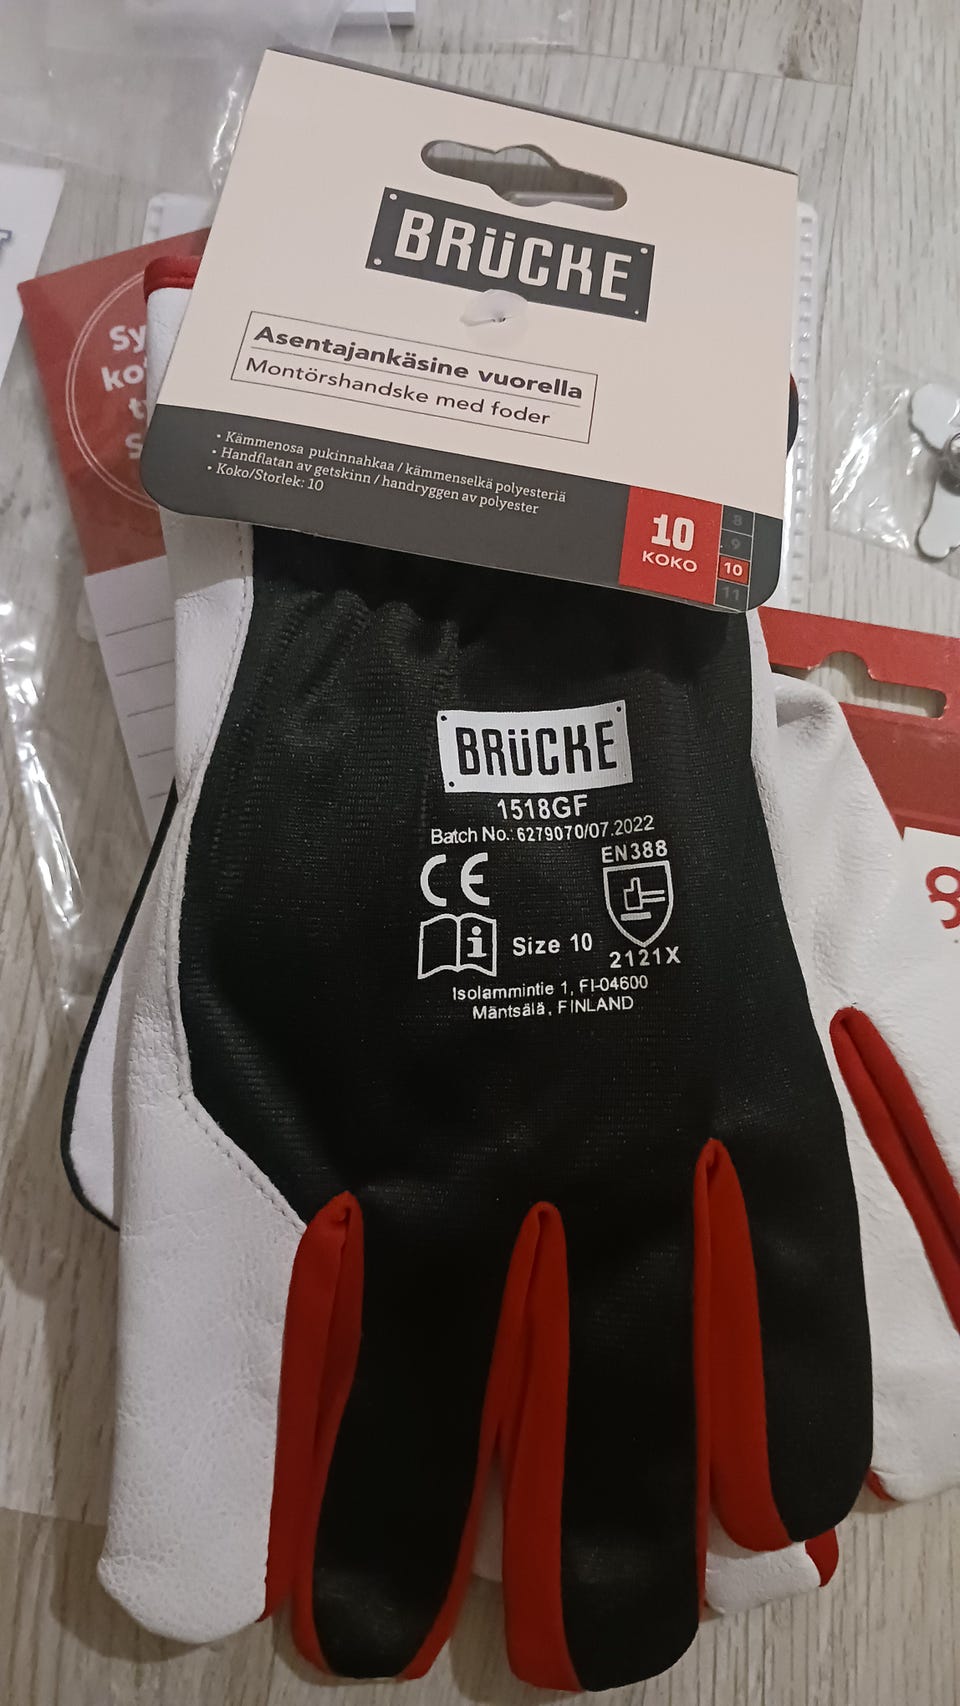 BRÜCKE
Asentajankäsine vuorella
Montörshandske med foder
• Kämmenosa pukinnahkaa / kämmenselkä polyesteriä
• Handflatan av getskinn / handryggen av polyester
• Koko/Storlek: 10
10
KOKO
8
9
10
11
BRÜCKE
1518GF
Batch No.: 6279070/07.2022
CE
EN388
i
Size 10
2121X
Isolammintie 1, FI-04600
Mäntsälä, FINLAND